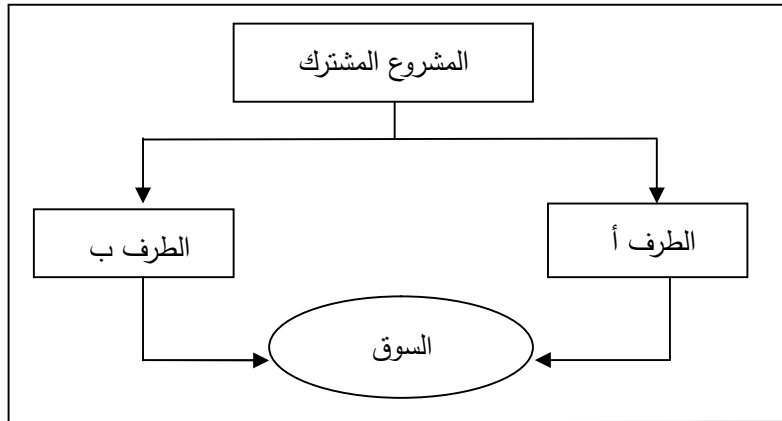 المشروع المشترك
الطرف أ
الطرف ب
السوق